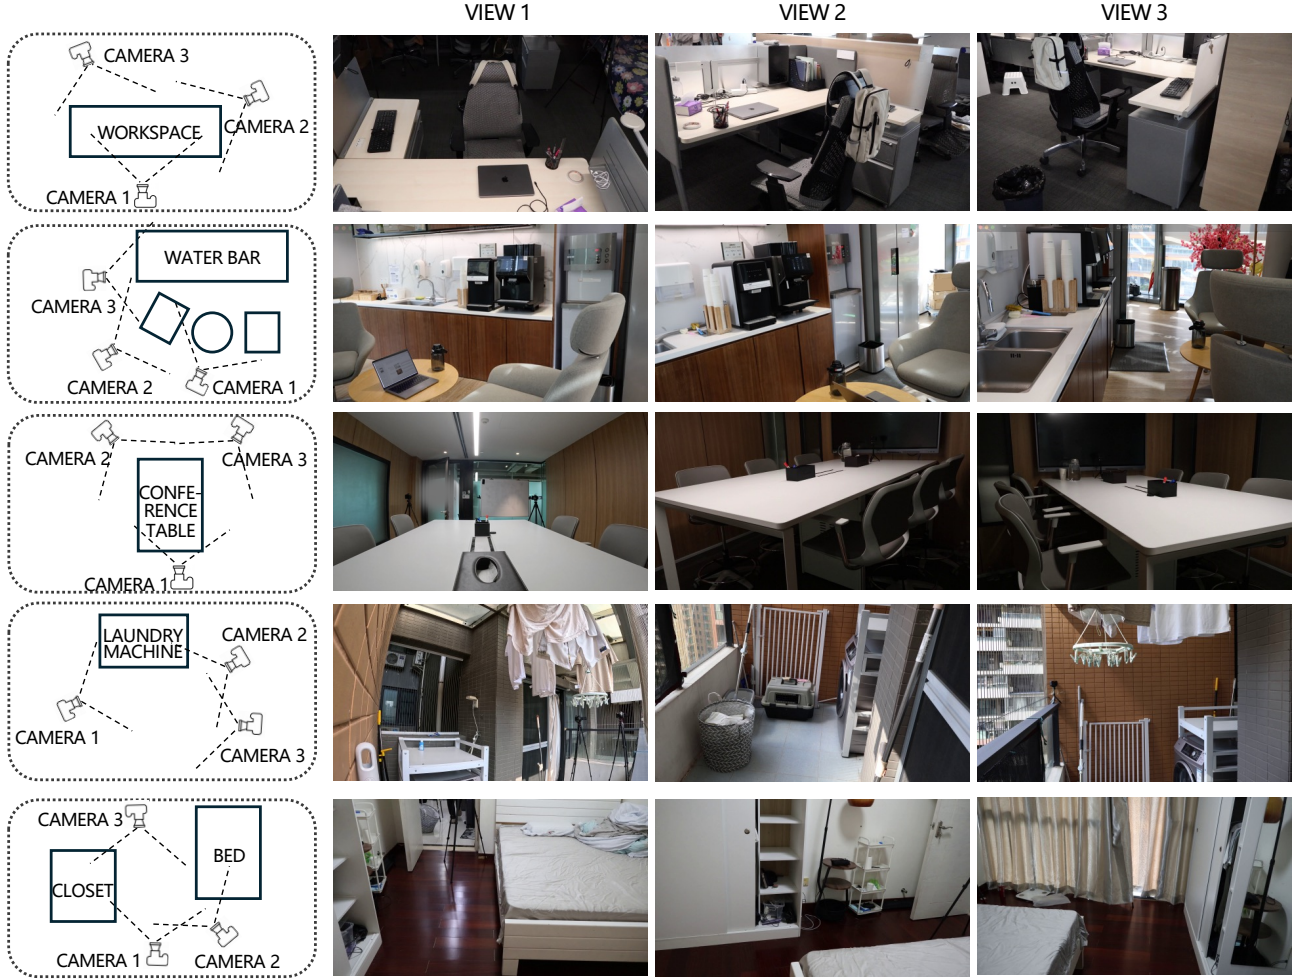 VIEW 1
VIEW 2
VIEW 3
CAMERA 3
WORKSPACE
CAMERA 2
CAMERA 1
WATER BAR
CAMERA 3
CAMERA 2
CAMERA 1
CAMERA 2
CAMERA 3
CONFE-
RENCE
TABLE
CAMERA 1
LAUNDRY
MACHINE
CAMERA 2
CAMERA 1
CAMERA 3
CAMERA 3
BED
CLOSET
CAMERA 1
CAMERA 2